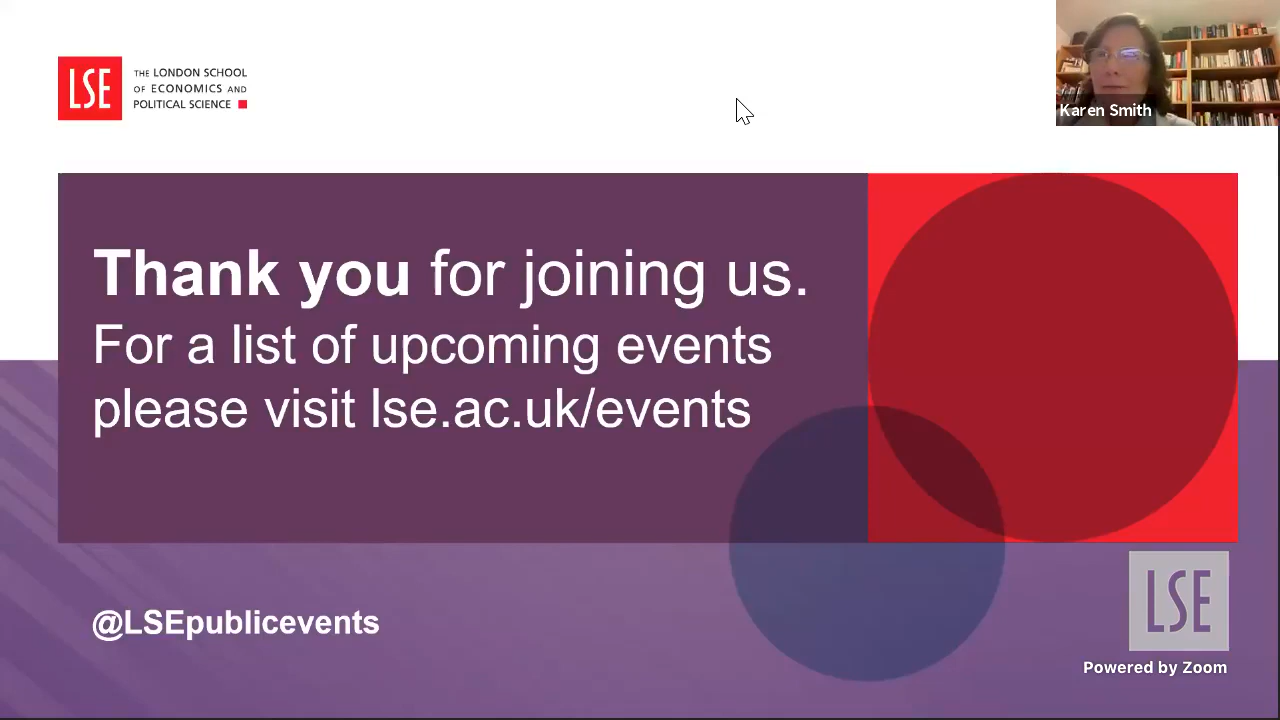 LSE
THE LONDON SCHOOL
OF ECONOMICS AND
POLITICAL SCIENCE
Karen Smith
Thank you for joining us.
For a list of upcoming events
please visit lse.ac.uk/events
@LSEpublicevents
LSE
Powered by Zoom